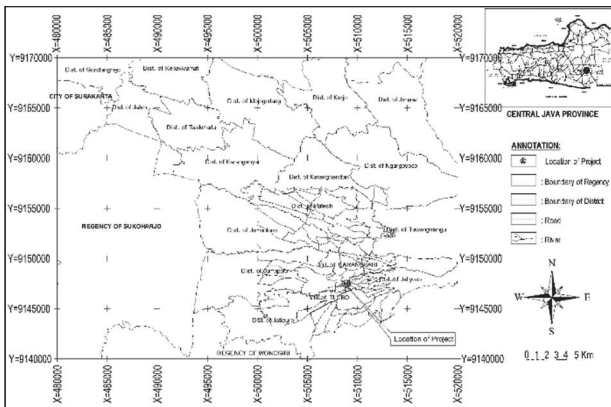 X=480000
X=485000
X=490000
X=495000
X=500000
X=505000
X=510000
X=515000
X=520000
Y=9170000
Y=9170000
Y=9165000
Y=9165000
Y=9160000
Y=9160000
Y=9155000
Y=9155000
Y=9150000
Y=9150000
Y=9145000
Y=9145000
Y=9140000
Y=9140000
CITY OF SURAKARTA
Dist. of Jaten
Dist. of Tasikmadu
Dist. of Mojogedang
Dist. of Kerjo
Dist. of Jenawi
Dist. of Karanganyar
Dist. of Karangpandan
Dist. of Ngargoyoso
Dist. of Matesih
Dist. of Tawangmangu
REGENCY OF SUKOHARJO
Dist. of Jumantono
Dist. of Jumapolo
Dist. of Jatiyoso
Dist. of Jatipuro
Location of Project
REGENCY OF WONOGIRI
X=480000
X=485000
X=490000
X=495000
X=500000
X=505000
X=510000
X=515000
X=520000
CENTRAL JAVA PROVINCE
ANNOTATION:
: Location of Project
: Boundary of Regency
: Boundary of District
: Road
: River
N
W
E
S
0 1 2 3 4 5 Km